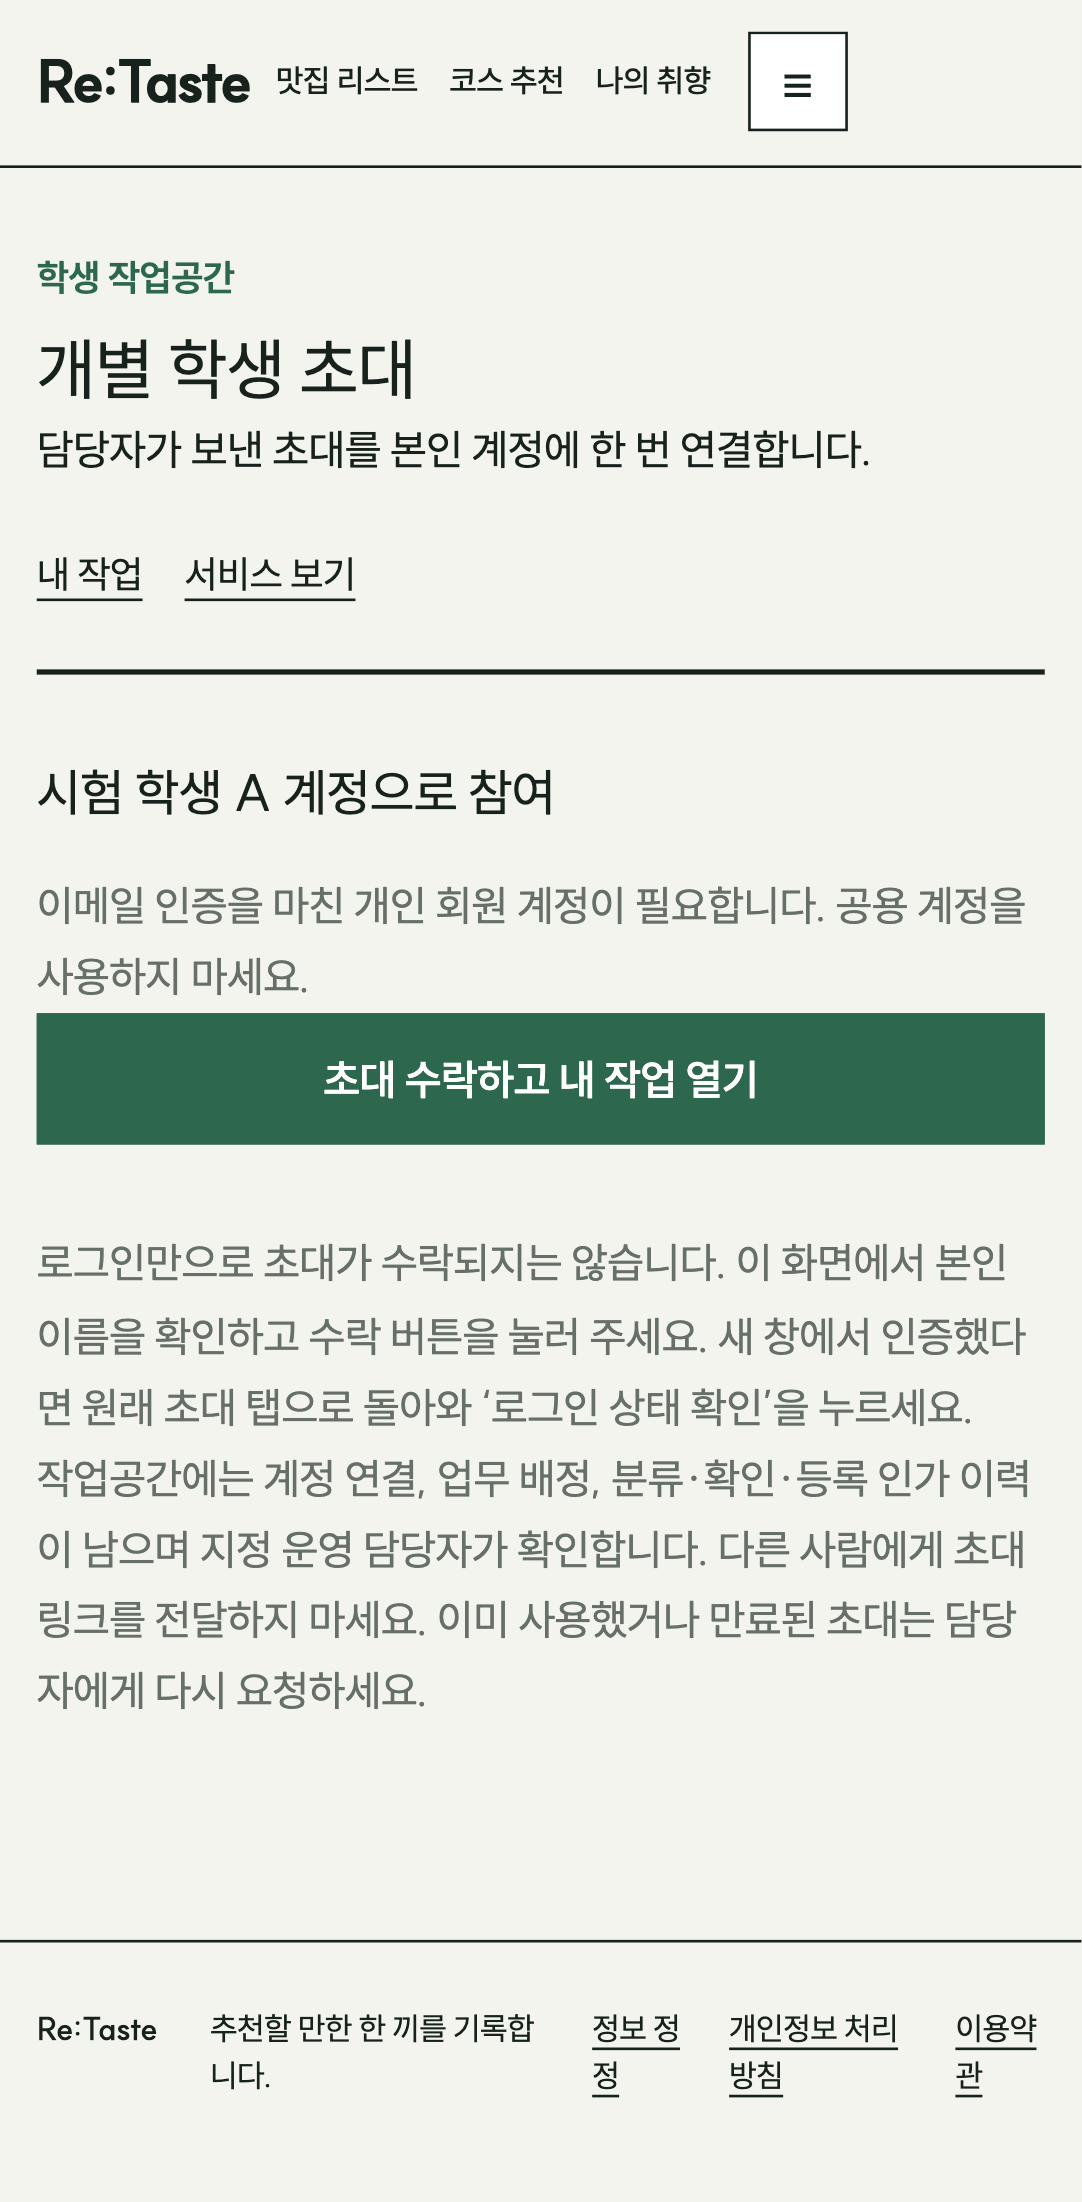 Re:Taste 맛집 리스트 코스 추천 나의 취향
학생 작업공간
개별 학생 초대
담당자가 보낸 초대를 본인 계정에 한 번 연결합니다.
내 작업 서비스 보기
시험 학생 A 계정으로 참여
이메일 인증을 마친 개인 회원 계정이 필요합니다. 공용 계정을
사용하지 마세요.
초대 수락하고 내 작업 열기
로그인만으로 초대가 수락되지는 않습니다. 이 화면에서 본인
이름을 확인하고 수락 버튼을 눌러 주세요. 새 창에서 인증했다
면 원래 초대 탭으로 돌아와 ‘로그인 상태 확인’을 누르세요.
작업공간에는 계정 연결, 업무 배정, 분류·확인·등록 인가 이력
이 남으며 지정 운영 담당자가 확인합니다. 다른 사람에게 초대
링크를 전달하지 마세요. 이미 사용했거나 만료된 초대는 담당
자에게 다시 요청하세요.
Re:Taste 추천할 만한 한 끼를 기록합 정보 정 개인정보 처리 이용약
니다. 정 방침 관